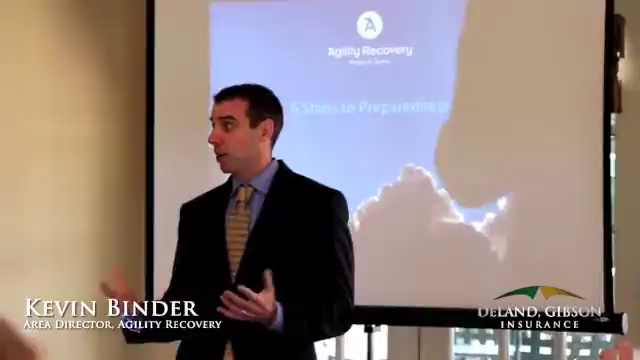 Agility Recovery
Steps to Preparedness
KEVIN BINDER
AREA DIRECTOR, AGILITY RECOVERY
DELAND, GIBSON
INSURANCE